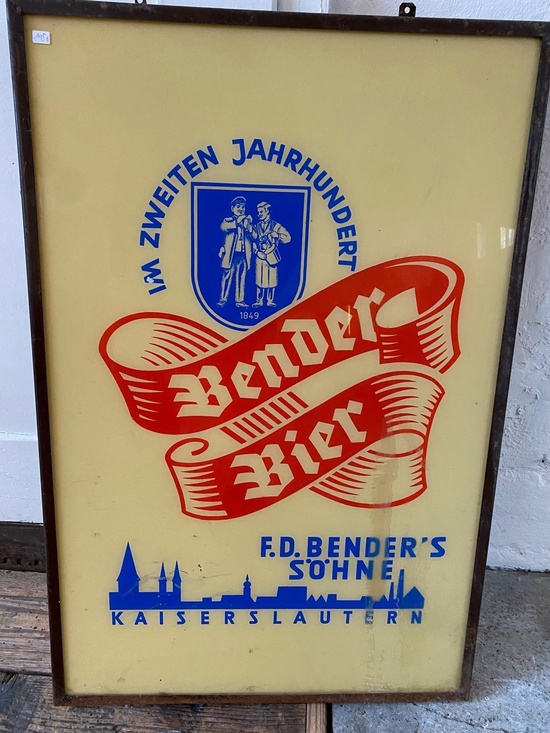 IM ZWEITEN JAHRHUNDERT
1849
Bender
Bier
F.D. BENDER'S
SÖHNE
KAISERSLAUTERN